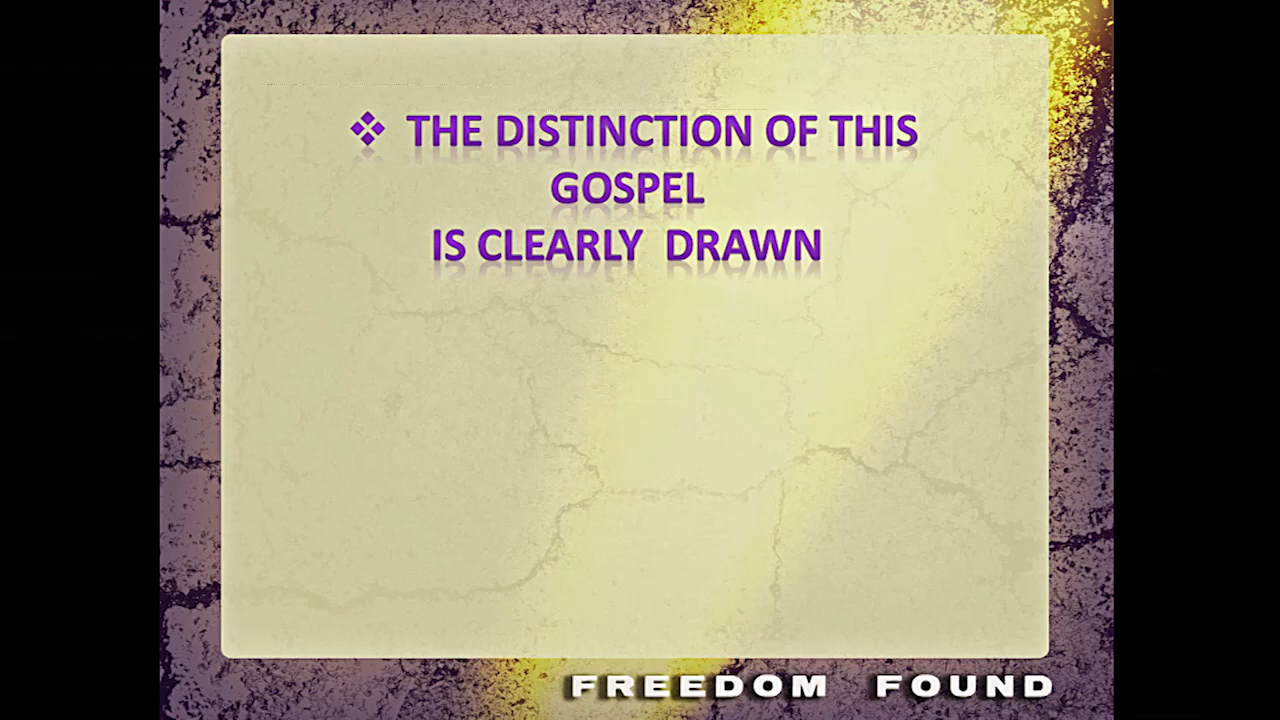 ❖ THE DISTINCTION OF THIS
GOSPEL
IS CLEARLY DRAWN
FREEDOM FOUND